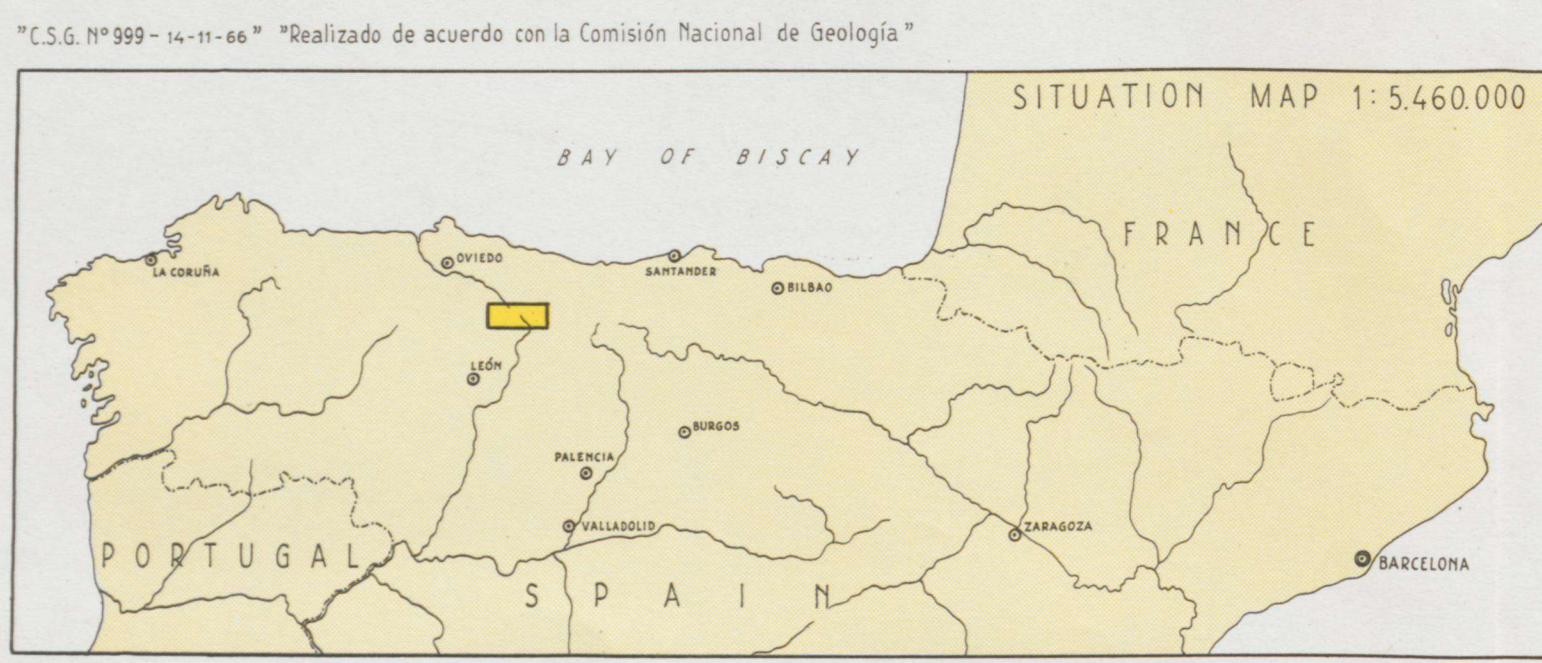 "C.S.G. Nº 999 - 14-11-66" "Realizado de acuerdo con la Comisión Nacional de Geología"
SITUATION MAP 1:5.460.000
BAY OF BISCAY
FRANCE
LA CORUÑA
OVIEDO
SANTANDER
BILBAO
LEÓN
BURGOS
PALENCIA
VALLADOLID
ZARAGOZA
PORTUGAL
BARCELONA
SPAIN